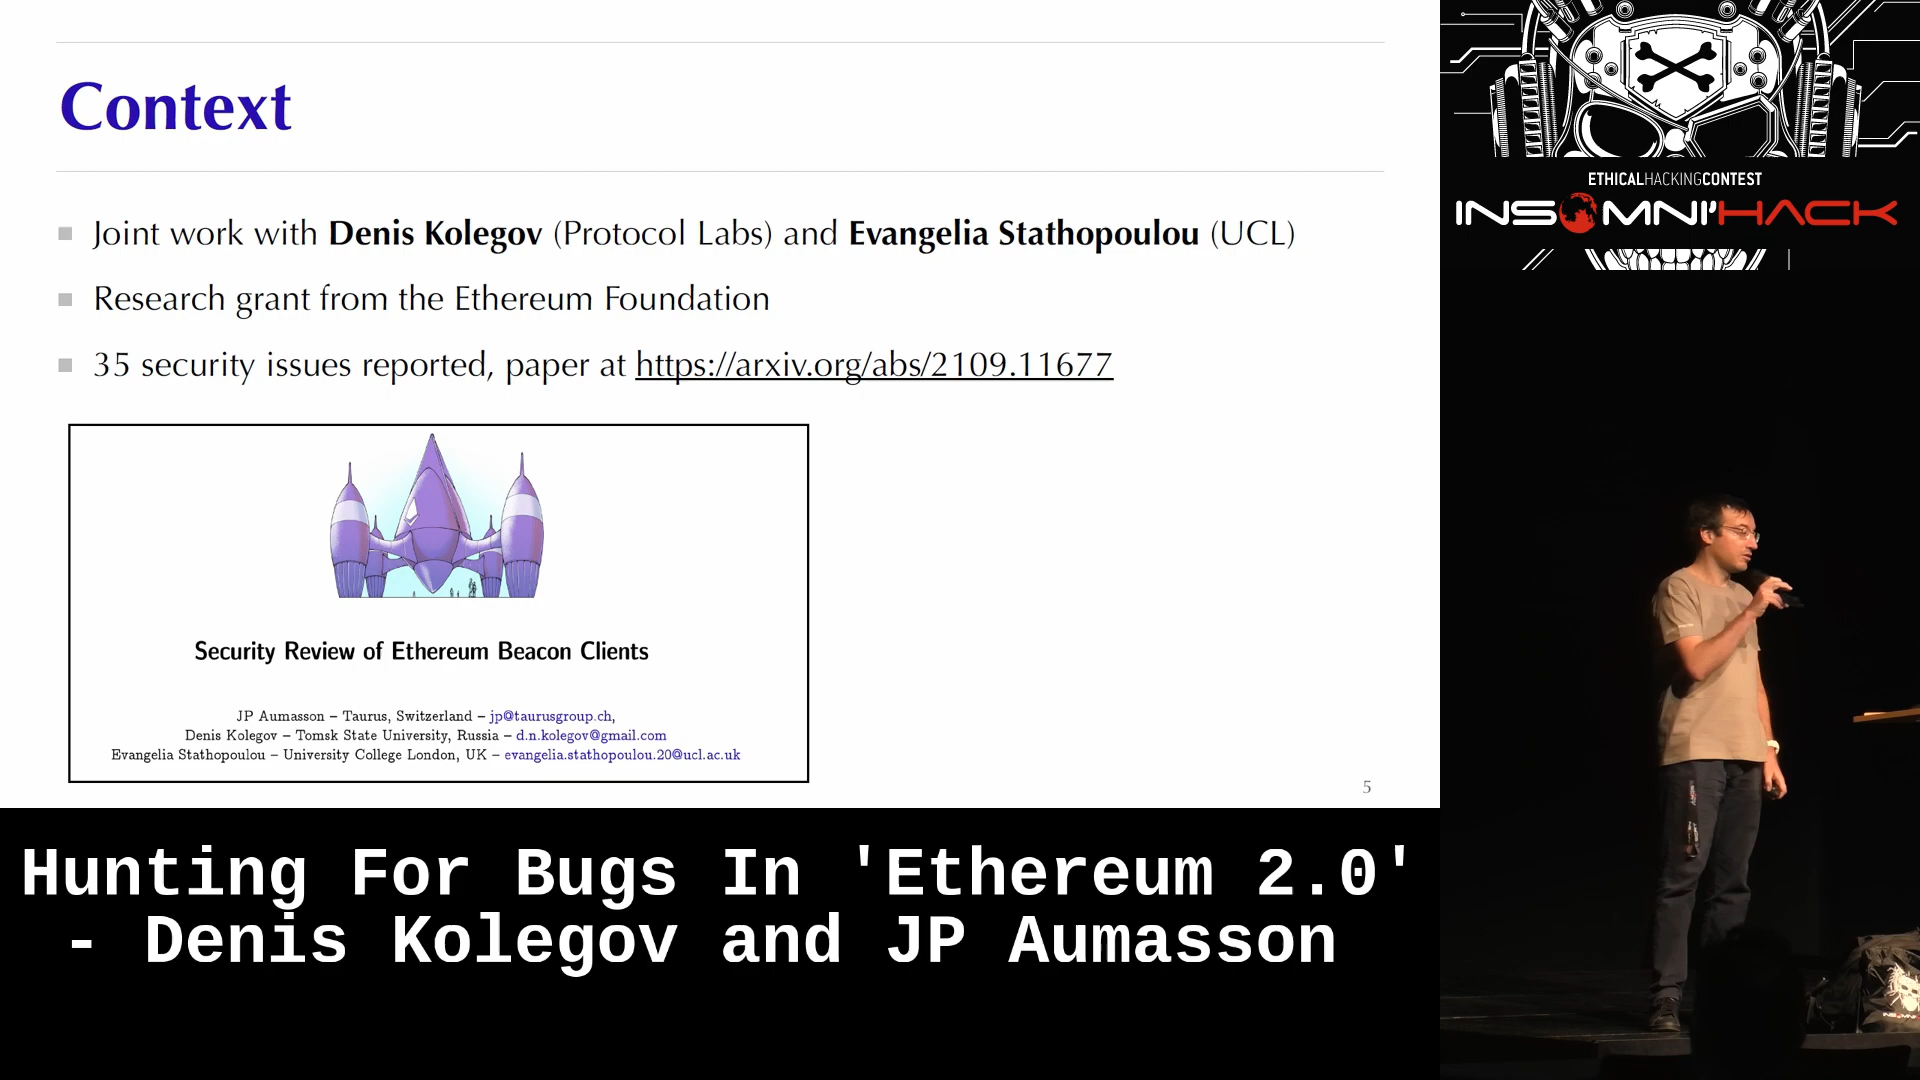 Context
Joint work with Denis Kolegov (Protocol Labs) and Evangelia Stathopoulou (UCL)
Research grant from the Ethereum Foundation
35 security issues reported, paper at https://arxiv.org/abs/2109.11677
Security Review of Ethereum Beacon Clients
JP Aumasson – Taurus, Switzerland – jp@taurusgroup.ch,
Denis Kolegov – Tomsk State University, Russia – d.n.kolegov@gmail.com
Evangelia Stathopoulou – University College London, UK – evangelia.stathopoulou.20@ucl.ac.uk
5
Hunting For Bugs In 'Ethereum 2.0'
- Denis Kolegov and JP Aumasson
ETHICALHACKINGCONTEST
INSOMNI'HACK